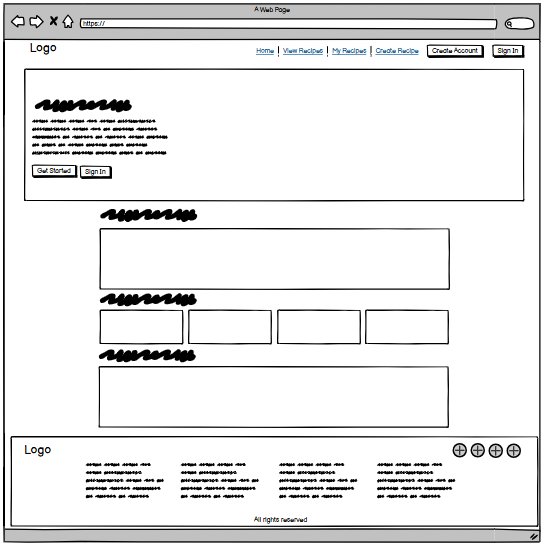 A Web Page
https://
Logo
Home | View Recipes | My Recipes | Create Recipe
Create Account
Sign In
Get Started
Sign In
Logo
All rights reserved